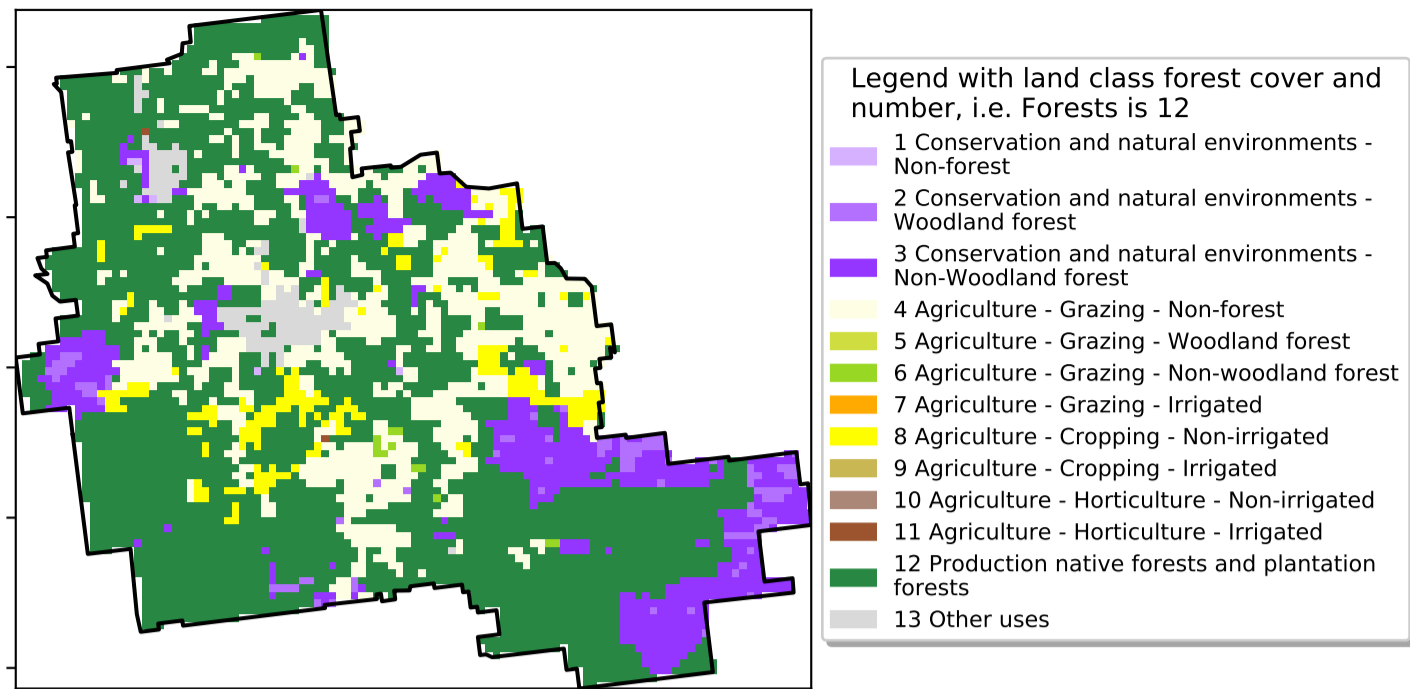 Legend with land class forest cover and
number, i.e. Forests is 12
1 Conservation and natural environments -
Non-forest
2 Conservation and natural environments -
Woodland forest
3 Conservation and natural environments -
Non-Woodland forest
4 Agriculture - Grazing - Non-forest
5 Agriculture - Grazing - Woodland forest
6 Agriculture - Grazing - Non-woodland forest
7 Agriculture - Grazing - Irrigated
8 Agriculture - Cropping - Non-irrigated
9 Agriculture - Cropping - Irrigated
10 Agriculture - Horticulture - Non-irrigated
11 Agriculture - Horticulture - Irrigated
12 Production native forests and plantation
forests
13 Other uses